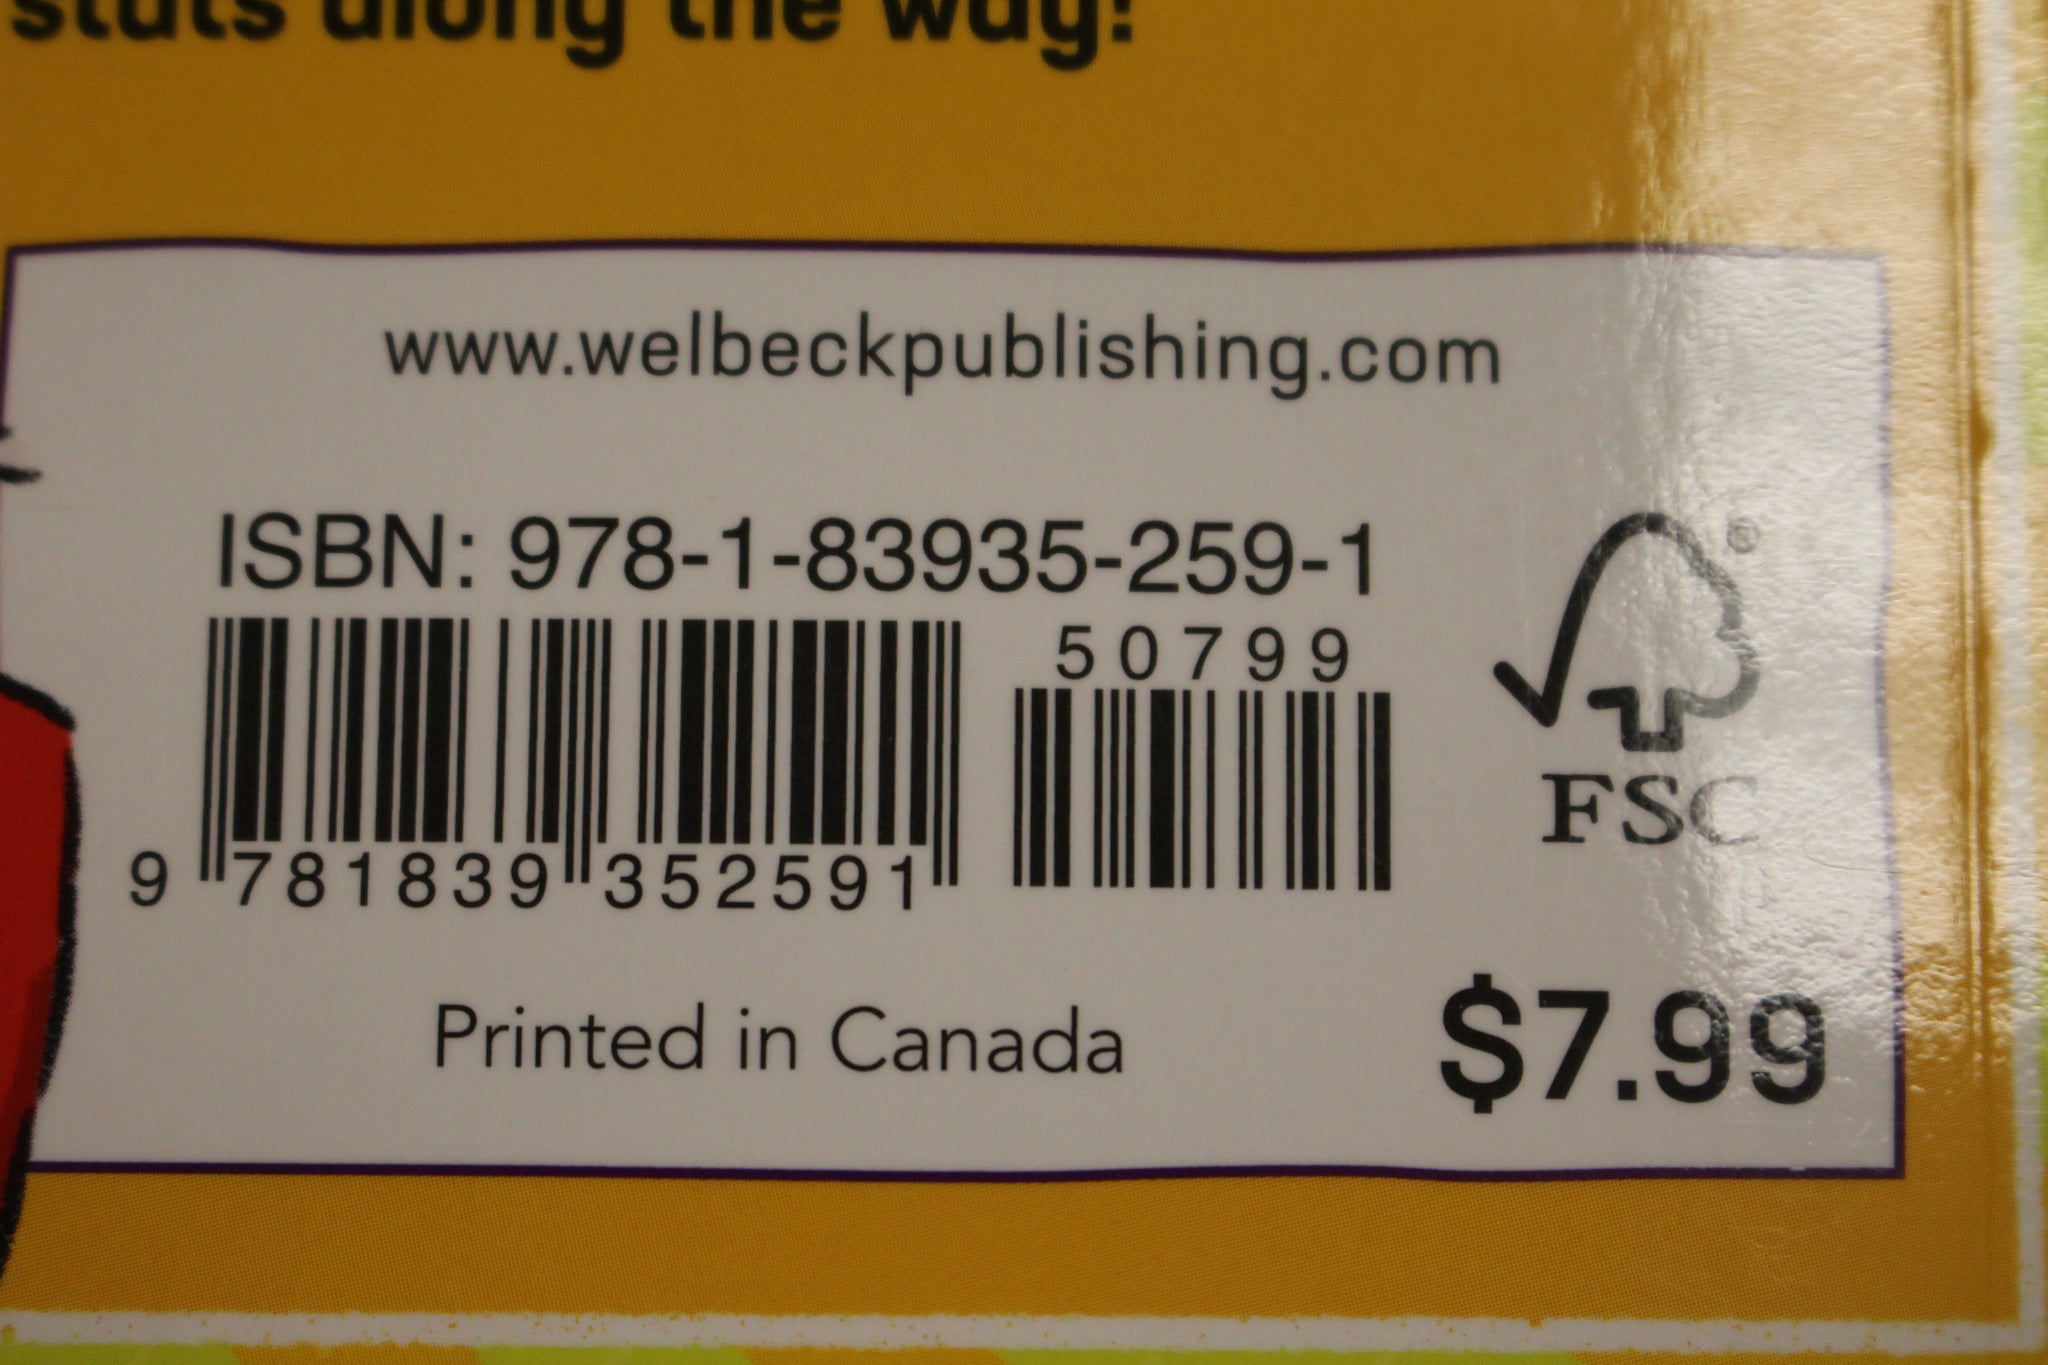 stats along the way!
www.welbeckpublishing.com
ISBN: 978-1-83935-259-1
50799
9 781839 352591
®
FSC
Printed in Canada
$7.99